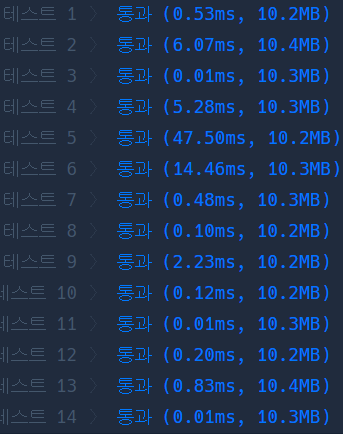 테스트 1 〉 통과 (0.53ms, 10.2MB)
테스트 2 〉 통과 (6.07ms, 10.4MB)
테스트 3 〉 통과 (0.01ms, 10.3MB)
테스트 4 〉 통과 (5.28ms, 10.3MB)
테스트 5 〉 통과 (47.50ms, 10.2MB)
테스트 6 〉 통과 (14.46ms, 10.3MB)
테스트 7 〉 통과 (0.48ms, 10.3MB)
테스트 8 〉 통과 (0.10ms, 10.2MB)
테스트 9 〉 통과 (2.23ms, 10.2MB)
테스트 10 〉 통과 (0.12ms, 10.2MB)
테스트 11 〉 통과 (0.01ms, 10.3MB)
테스트 12 〉 통과 (0.20ms, 10.2MB)
테스트 13 〉 통과 (0.83ms, 10.4MB)
테스트 14 〉 통과 (0.01ms, 10.3MB)